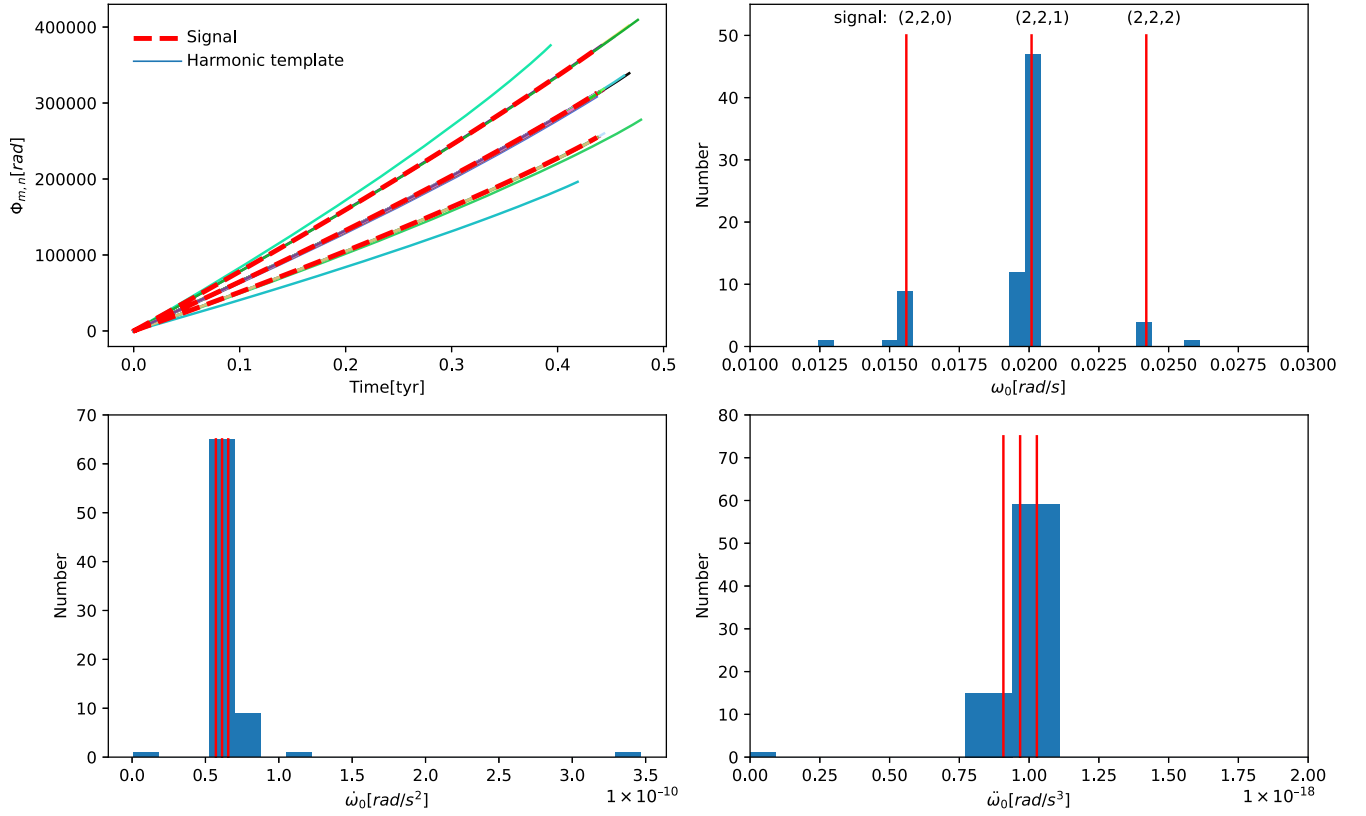 400000
300000
200000
100000
0
Φm,n[rad]
Signal
Harmonic template
0.0 0.1 0.2 0.3 0.4 0.5
Time[tyr]
signal: (2,2,0) (2,2,1) (2,2,2)
50
40
30
20
10
0
Number
0.0100 0.0125 0.0150 0.0175 0.0200 0.0225 0.0250 0.0275 0.0300
ω₀[rad/s]
70
60
50
40
30
20
10
0
Number
0.0 0.5 1.0 1.5 2.0 2.5 3.0 3.5
ω̇₀[rad/s²]
1 × 10⁻¹⁰
80
70
60
50
40
30
20
10
0
Number
0.00 0.25 0.50 0.75 1.00 1.25 1.50 1.75 2.00
ω̈₀[rad/s³]
1 × 10⁻¹⁸